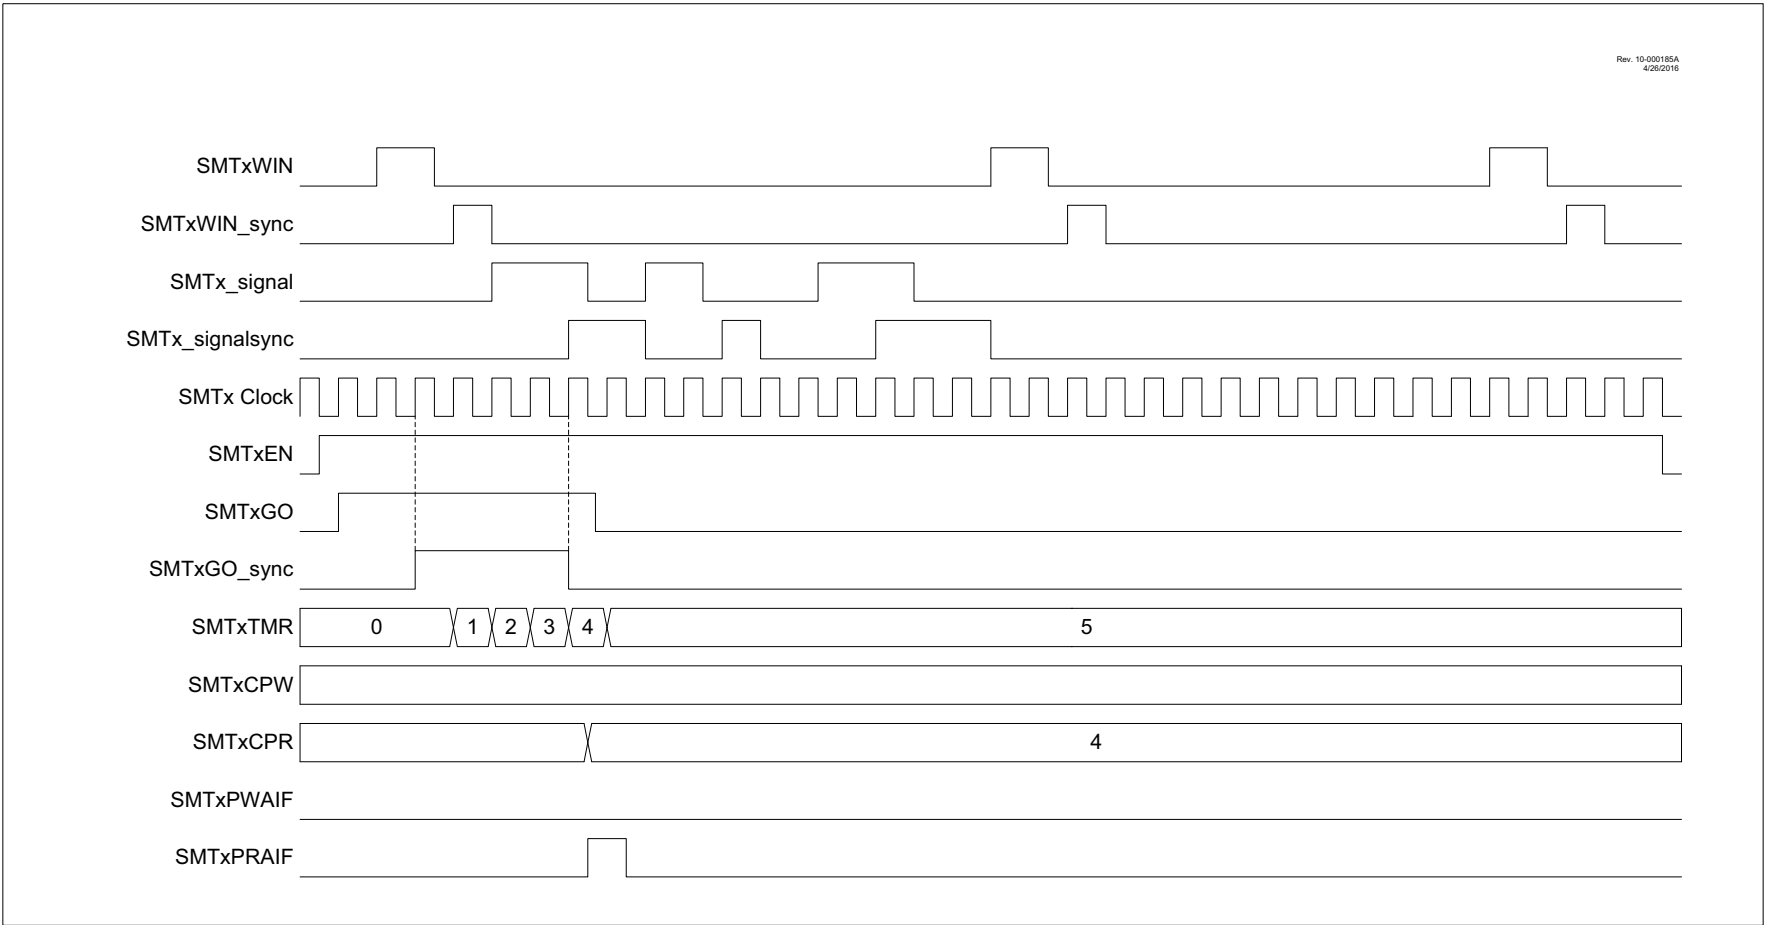 Rev. 10-000185A
4/26/2016
SMTxWIN
SMTxWIN_sync
SMTx_signal
SMTx_signalsync
SMTx Clock
SMTxEN
SMTxGO
SMTxGO_sync
SMTxTMR 0 1 2 3 4 5
SMTxCPW
SMTxCPR 4
SMTxPWAIF
SMTxPRAIF